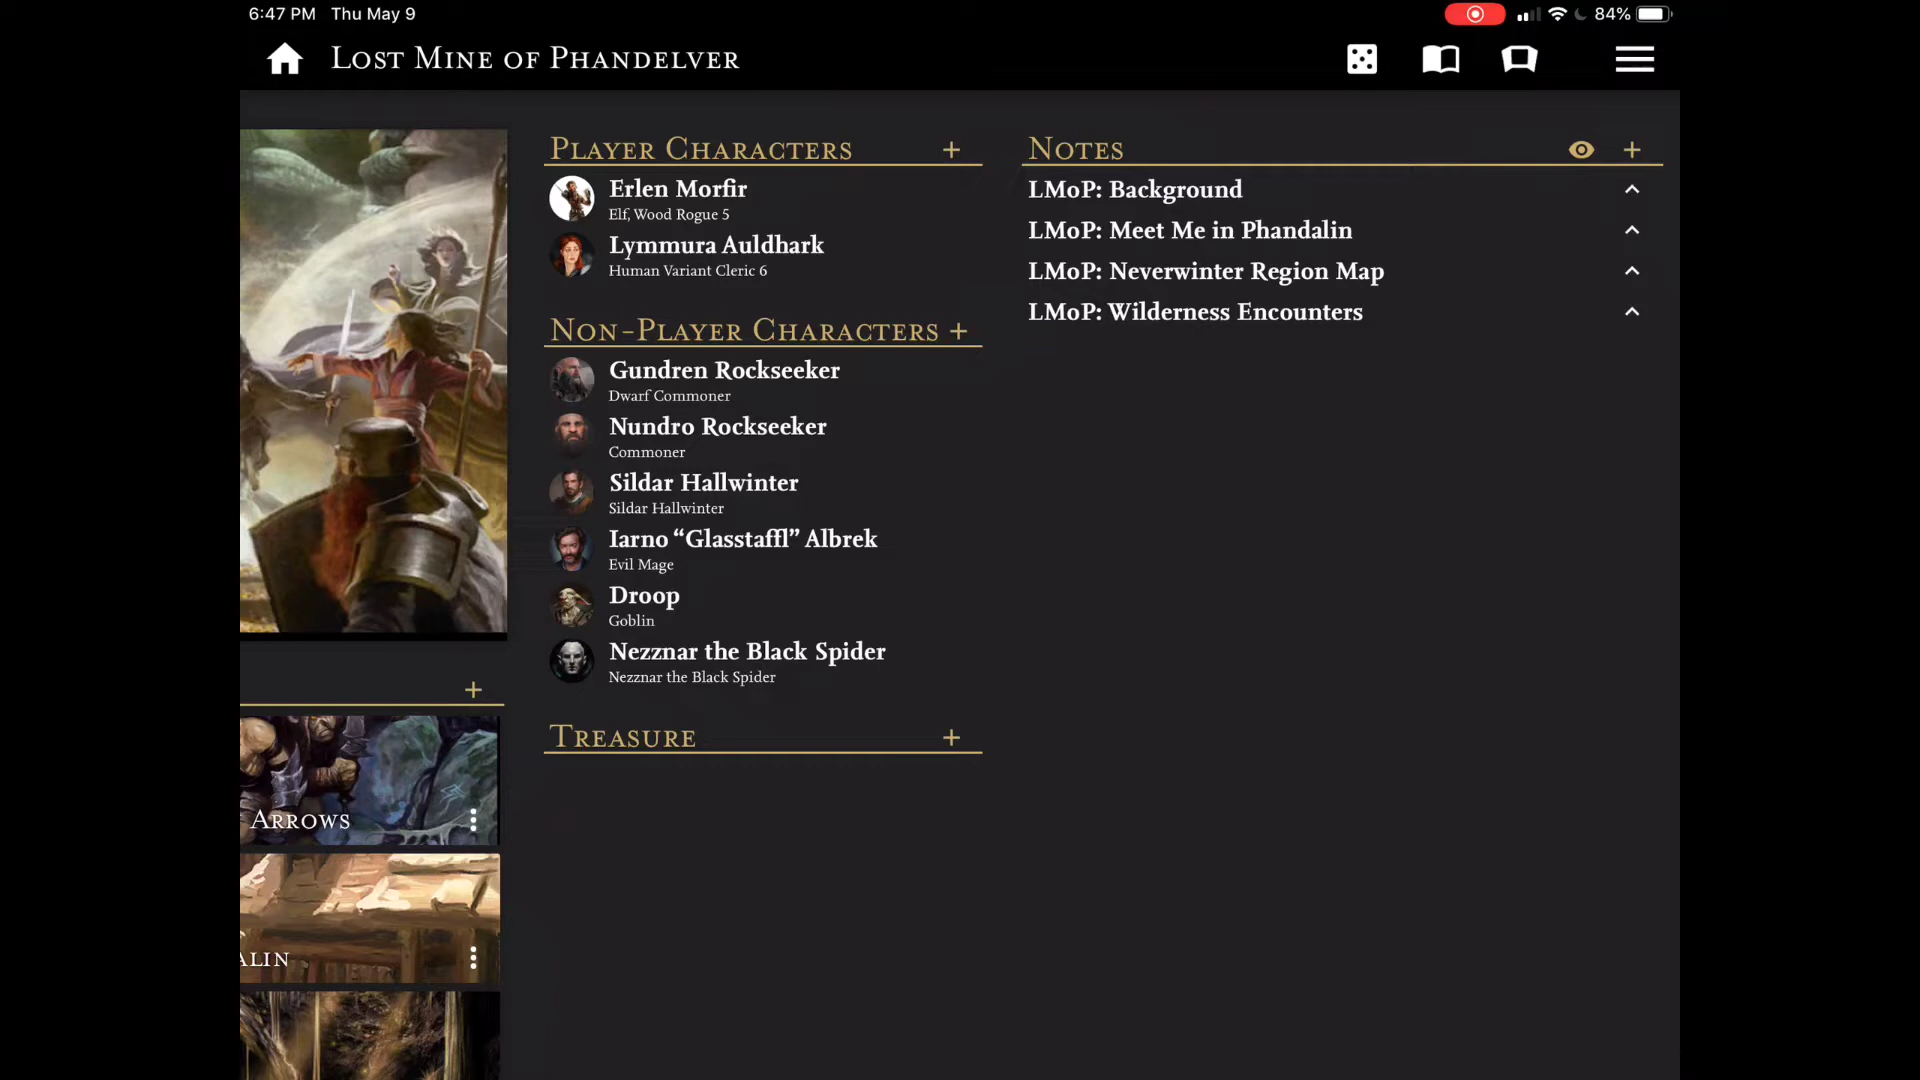 6:47 PM Thu May 9
84%
Lost Mine of Phandelver
Player Characters +
Erlen Morfir
Elf, Wood Rogue 5
Lymmura Auldhark
Human Variant Cleric 6
Non-Player Characters +
Gundren Rockseeker
Dwarf Commoner
Nundro Rockseeker
Commoner
Sildar Hallwinter
Sildar Hallwinter
Iarno “Glasstaffl” Albrek
Evil Mage
Droop
Goblin
Nezznar the Black Spider
Nezznar the Black Spider
Treasure +
Notes +
LMoP: Background
LMoP: Meet Me in Phandalin
LMoP: Neverwinter Region Map
LMoP: Wilderness Encounters
+
Arrows
alin